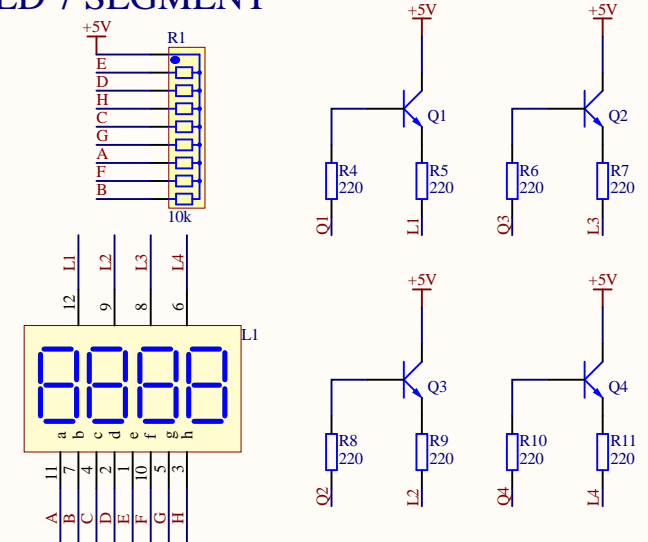 LED 7 SEGMENT
+5V
R1
E
D
H
C
G
A
F
B
10k
+5V
Q1
R4
220
R5
220
Q1
L1
+5V
Q2
R6
220
R7
220
Q3
L3
L1
L2
L3
L4
12
9
8
6
L1
a
b
c
d
e
f
g
h
11
7
4
2
1
10
5
3
A
B
C
D
E
F
G
H
+5V
Q3
R8
220
R9
220
Q2
L2
+5V
Q4
R10
220
R11
220
Q4
L4